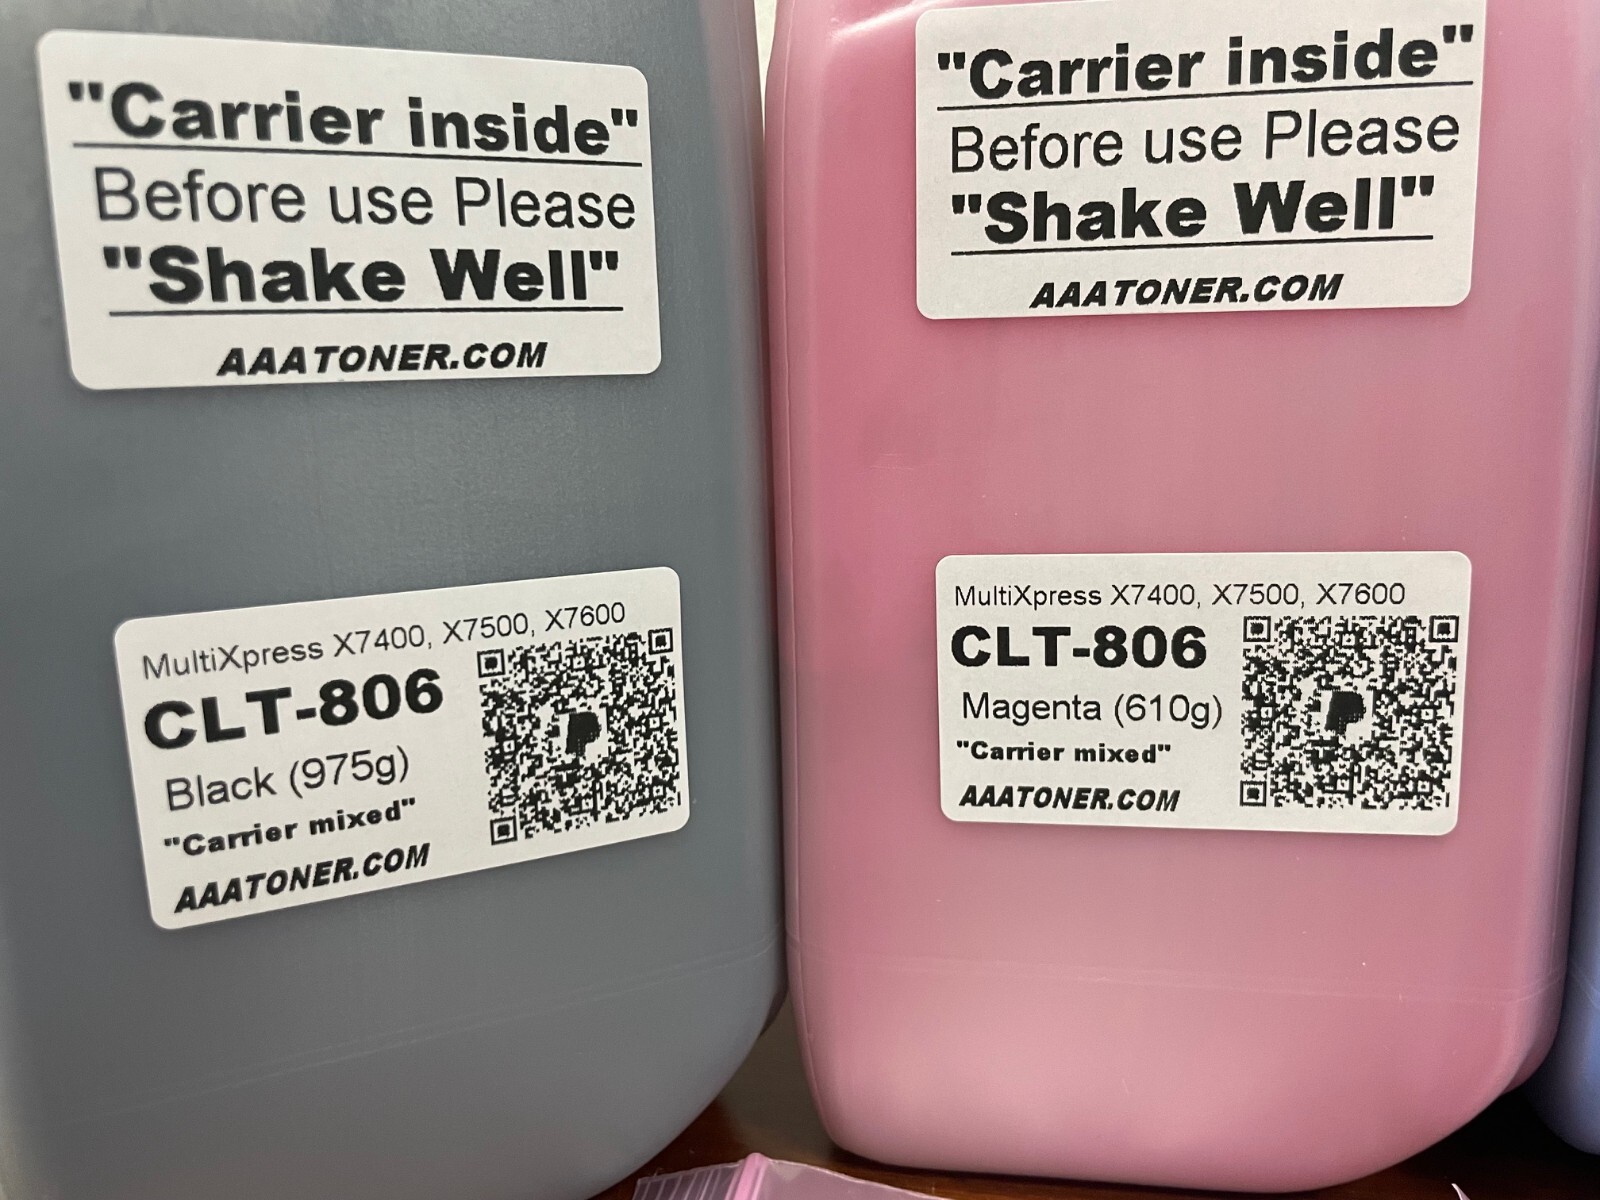 "Carrier inside"
Before use Please
"Shake Well"
AAATONER.COM
MultiXpress X7400, X7500, X7600
CLT-806
Black (975g)
"Carrier mixed"
AAATONER.COM
"Carrier inside"
Before use Please
"Shake Well"
AAATONER.COM
MultiXpress X7400, X7500, X7600
CLT-806
Magenta (610g)
"Carrier mixed"
AAATONER.COM